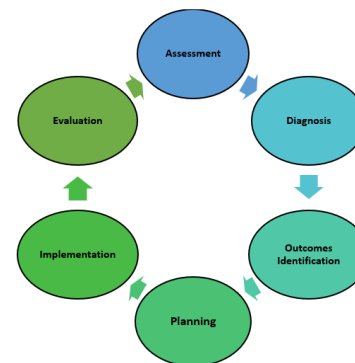 Assessment
Diagnosis
Outcomes
Identification
Planning
Implementation
Evaluation